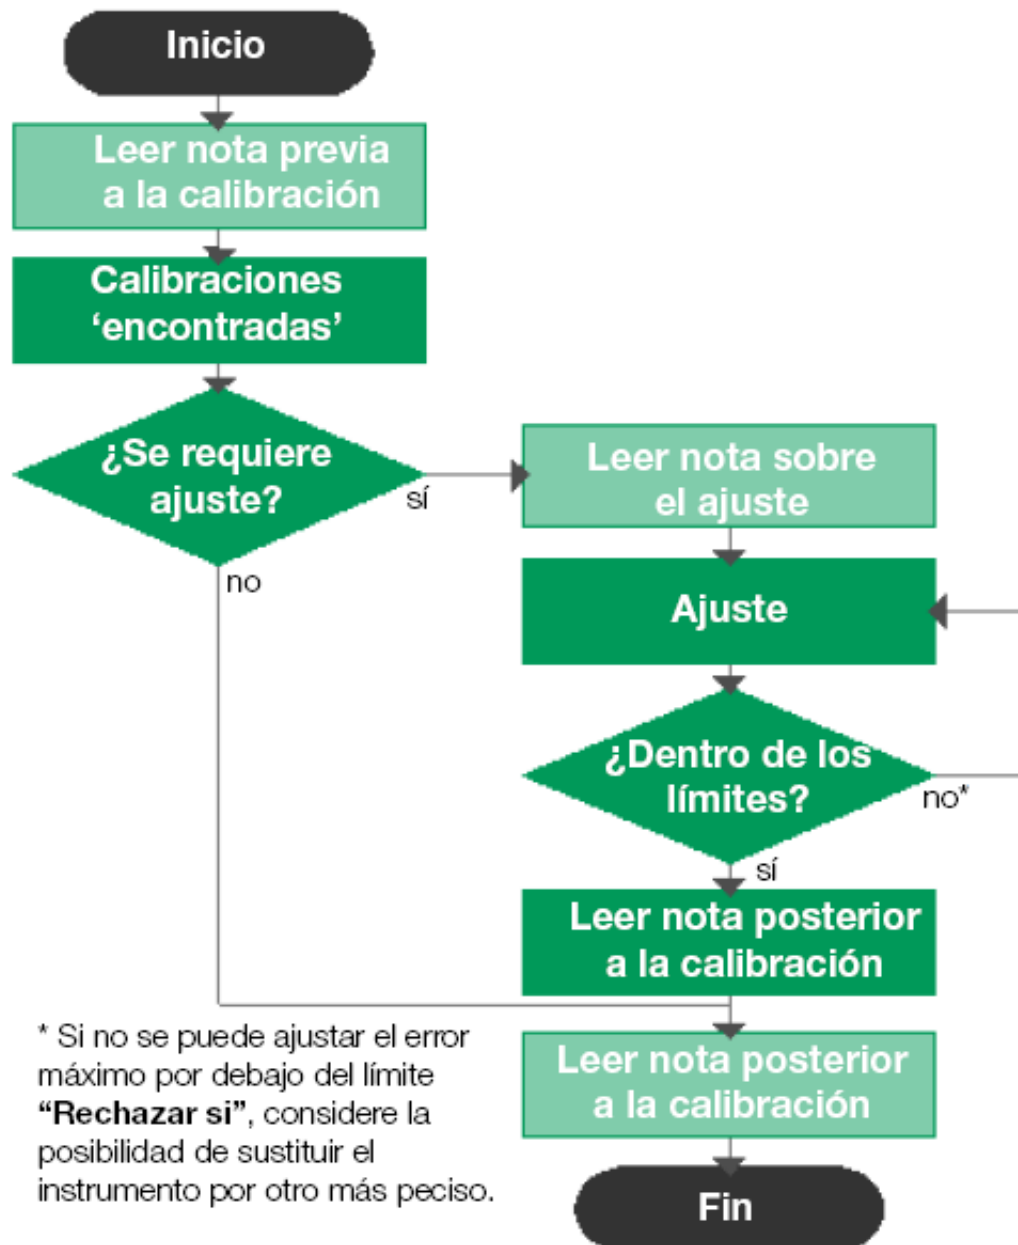 Inicio
Leer nota previa
a la calibración
Calibraciones
‘encontradas’
¿Se requiere
ajuste?
sí
no
Leer nota sobre
el ajuste
Ajuste
¿Dentro de los
límites?
no*
sí
Leer nota posterior
a la calibración
Leer nota posterior
a la calibración
Fin
* Si no se puede ajustar el error
máximo por debajo del límite
“Rechazar si”, considere la
posibilidad de sustituir el
instrumento por otro más peciso.